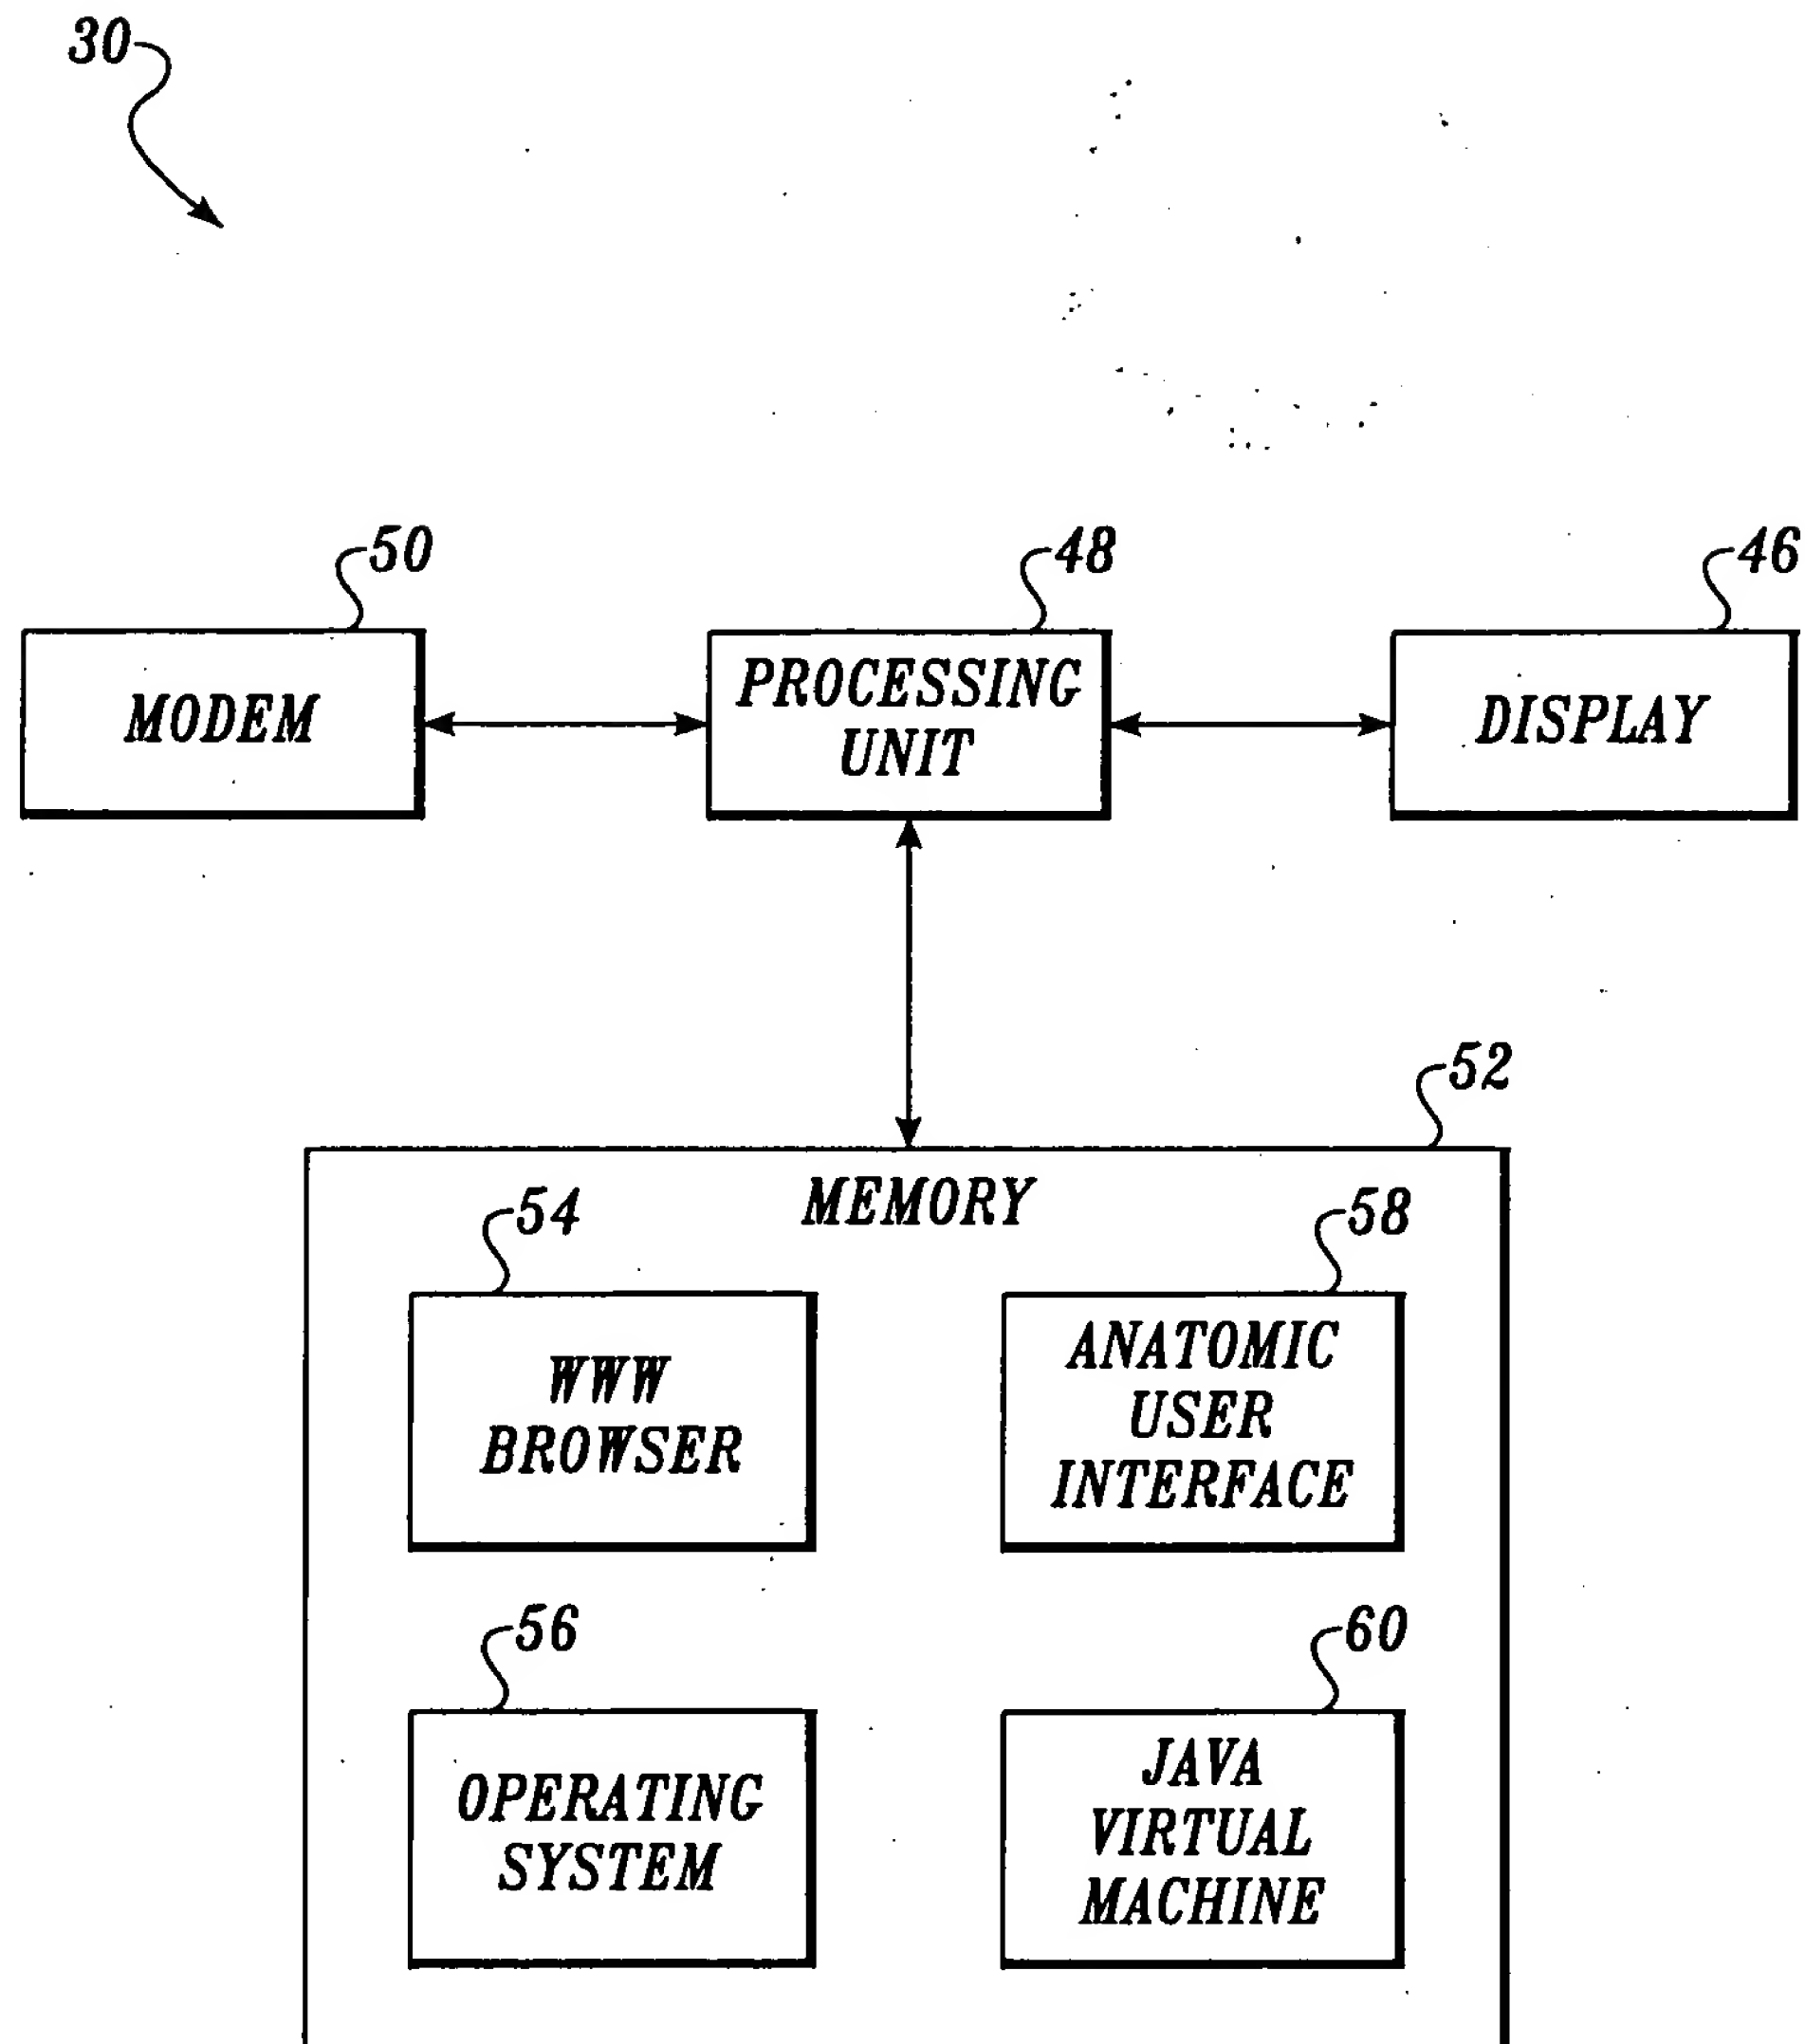 30
50
48
46
MODEM
PROCESSING
UNIT
DISPLAY
52
MEMORY
54
58
WWW
BROWSER
ANATOMIC
USER
INTERFACE
56
60
OPERATING
SYSTEM
JAVA
VIRTUAL
MACHINE